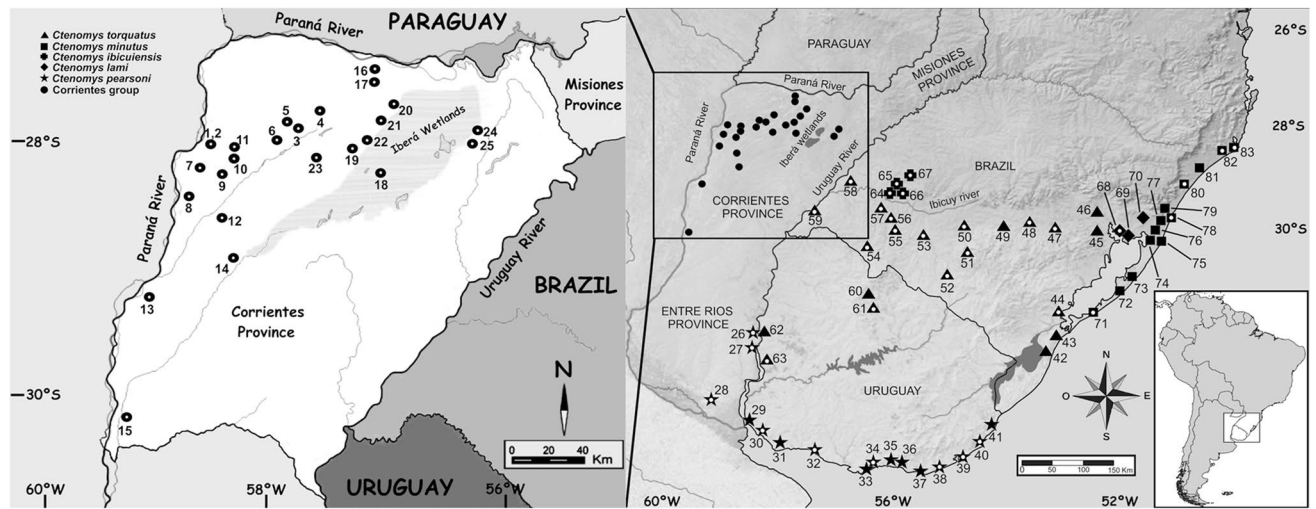 Paraná River
PARAGUAY
Ctenomys torquatus
Ctenomys minutus
Ctenomys ibicuiensis
Ctenomys lami
Ctenomys pearsoni
Corrientes group
Misiones
Province
16
17
20
21
5
4
6
3
Iberá Wetlands
24
25
28°S
1,2
11
10
22
19
23
7
9
18
8
12
Paraná River
14
13
Corrientes
Province
Uruguay River
BRAZIL
N
30°S
15
0 10 20 30 40 Km
URUGUAY
60°W
58°W
56°W
26°S
PARAGUAY
MISIONES
PROVINCE
Paraná River
Paraná River
Iberá wetlands
28°S
Uruguay River
BRAZIL
83
82
81
80
65
67
64
66
58
Ibicuy river
CORRIENTES
PROVINCE
59
57
56
55
53
54
50
49
48
47
46
45
51
52
68
69
70
77
79
78
76
75
74
30°S
73
72
71
60
61
44
43
42
ENTRE RIOS
PROVINCE
26
62
27
63
28
URUGUAY
29
30
31
32
33
34
35
36
37
38
39
40
41
N
O
E
S
0 50 100 150 Km
60°W
56°W
52°W